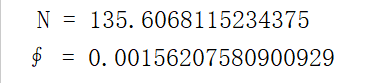 N = 135.6068115234375
∮ = 0.00156207580900929